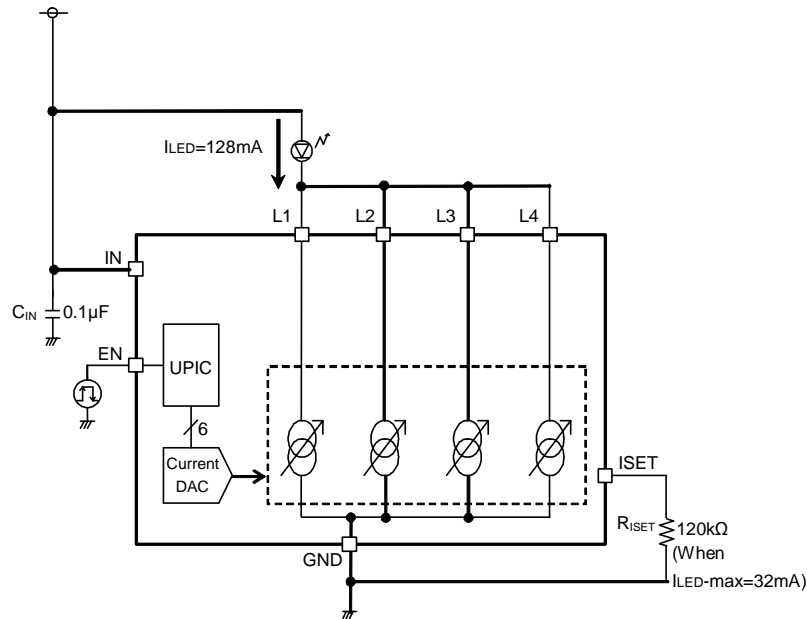 ILED=128mA
L1
L2
L3
L4
IN
CIN 0.1µF
EN
UPIC
6
Current
DAC
ISET
RISET
120kΩ
(When
ILED-max=32mA)
GND